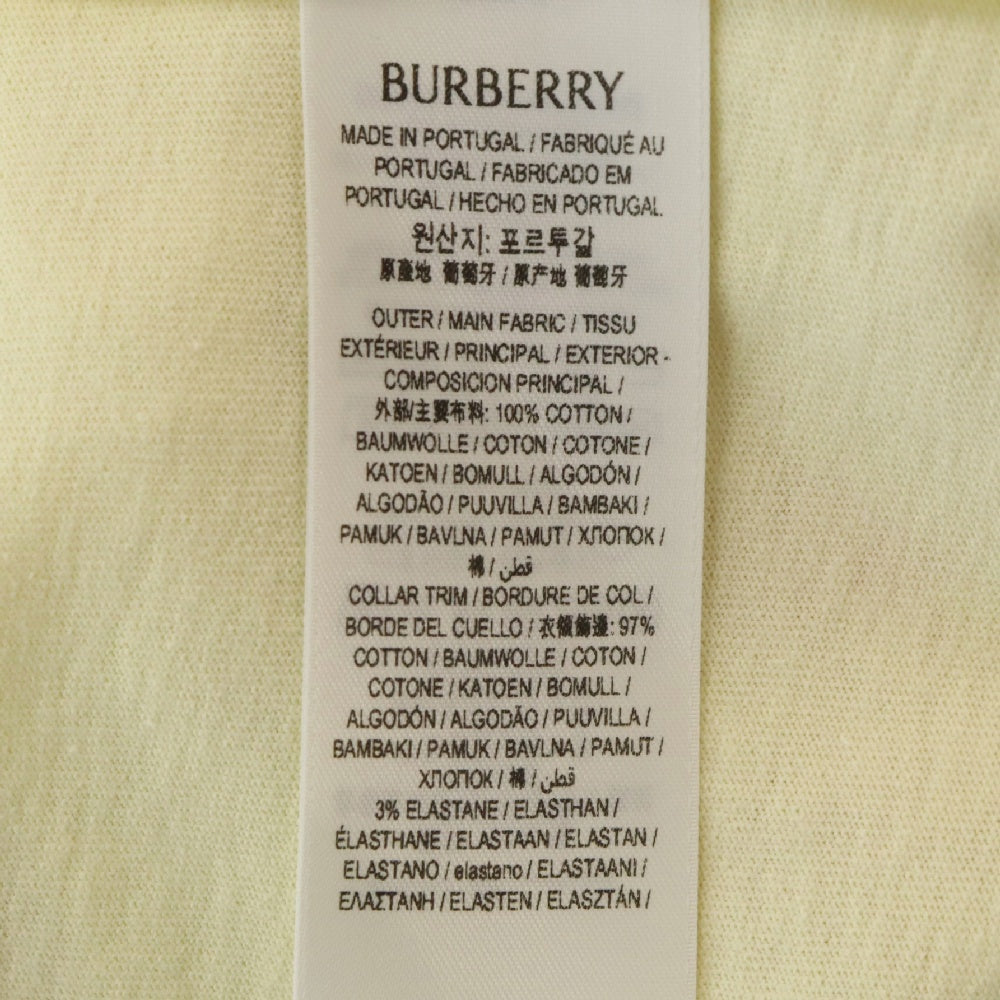 BURBERRY
MADE IN PORTUGAL / FABRIQUÉ AU
PORTUGAL / FABRICADO EM
PORTUGAL / HECHO EN PORTUGAL
원산지: 포르투갈
原產地 葡萄牙 / 原产地 葡萄牙
OUTER / MAIN FABRIC / TISSU
EXTÉRIEUR / PRINCIPAL / EXTERIOR -
COMPOSICION PRINCIPAL /
外部/主要布料: 100% COTTON /
BAUMWOLLE / COTON / COTONE /
KATOEN / BOMULL / ALGODÓN /
ALGODÃO / PUUVILLA / BAMBAKI /
PAMUK / BAVLNA / PAMUT / ХЛОПОК /
棉 / قطن
COLLAR TRIM / BORDURE DE COL /
BORDE DEL CUELLO / 衣領飾邊: 97%
COTTON / BAUMWOLLE / COTON /
COTONE / KATOEN / BOMULL /
ALGODÓN / ALGODÃO / PUUVILLA /
BAMBAKI / PAMUK / BAVLNA / PAMUT /
ХЛОПОК / 棉 / قطن
3% ELASTANE / ELASTHAN /
ÉLASTHANE / ELASTAAN / ELASTAN /
ELASTANO / elastano / ELASTAANI /
ΕΛΑΣΤΑΝΗ / ELASTEN / ELASZTÁN /